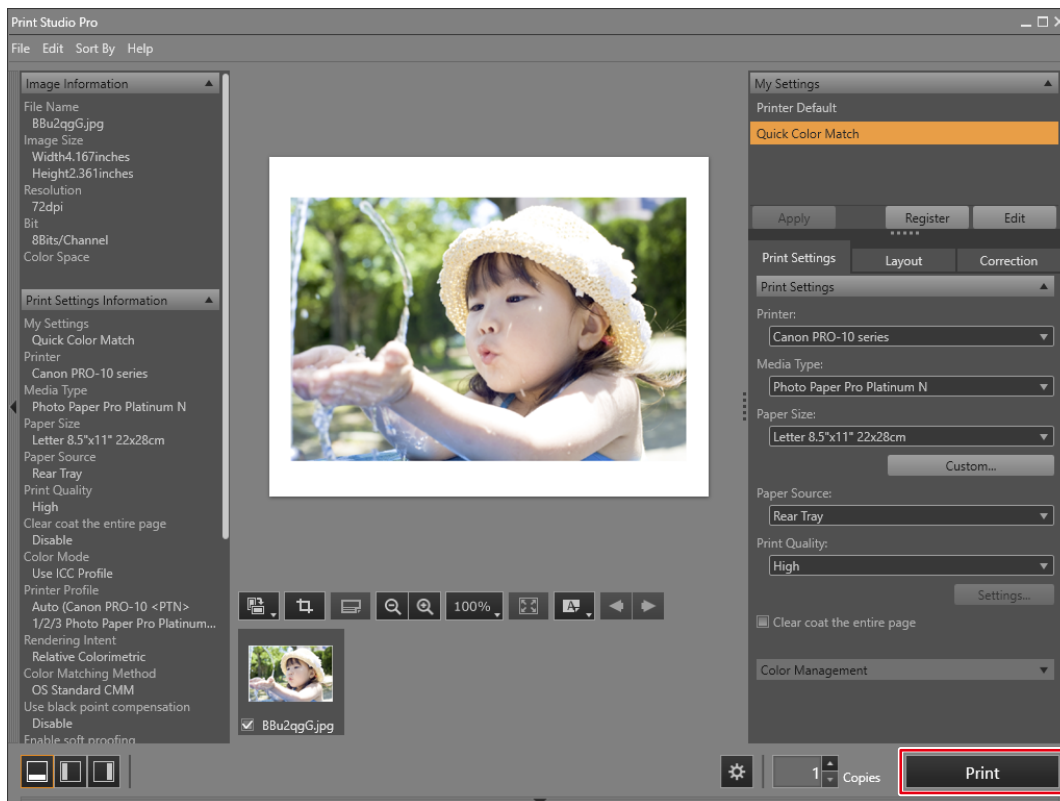 Print Studio Pro
File Edit Sort By Help
Image Information
File Name
BBu2qgG.jpg
Image Size
Width4.167inches
Height2.361inches
Resolution
72dpi
Bit
8Bits/Channel
Color Space
Print Settings Information
My Settings
Quick Color Match
Printer
Canon PRO-10 series
Media Type
Photo Paper Pro Platinum N
Paper Size
Letter 8.5"x11" 22x28cm
Paper Source
Rear Tray
Print Quality
High
Clear coat the entire page
Disable
Color Mode
Use ICC Profile
Printer Profile
Auto (Canon PRO-10 <PTN>
1/2/3 Photo Paper Pro Platinum...
Rendering Intent
Relative Colorimetric
Color Matching Method
OS Standard CMM
Use black point compensation
Disable
Enable soft proofing
100%
A
BBu2qgG.jpg
My Settings
Printer Default
Quick Color Match
Apply Register Edit
Print Settings Layout Correction
Print Settings
Printer:
Canon PRO-10 series
Media Type:
Photo Paper Pro Platinum N
Paper Size:
Letter 8.5"x11" 22x28cm
Custom...
Paper Source:
Rear Tray
Print Quality:
High
Settings...
Clear coat the entire page
Color Management
1 Copies Print